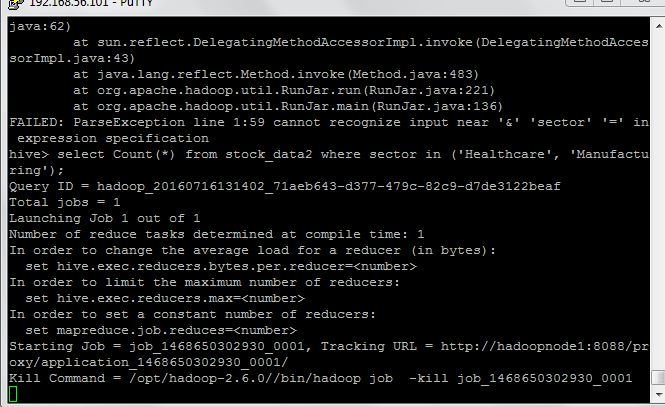 192.168.56.101 - PuTTY
java:62)
        at sun.reflect.DelegatingMethodAccessorImpl.invoke(DelegatingMethodAcces
sorImpl.java:43)
        at java.lang.reflect.Method.invoke(Method.java:483)
        at org.apache.hadoop.util.RunJar.run(RunJar.java:221)
        at org.apache.hadoop.util.RunJar.main(RunJar.java:136)
FAILED: ParseException line 1:59 cannot recognize input near '&' 'sector' '=' in
 expression specification
hive> select Count(*) from stock_data2 where sector in ('Healthcare', 'Manufactu
ring');
Query ID = hadoop_20160716131402_71aeb643-d377-479c-82c9-d7de3122beaf
Total jobs = 1
Launching Job 1 out of 1
Number of reduce tasks determined at compile time: 1
In order to change the average load for a reducer (in bytes):
  set hive.exec.reducers.bytes.per.reducer=<number>
In order to limit the maximum number of reducers:
  set hive.exec.reducers.max=<number>
In order to set a constant number of reducers:
  set mapreduce.job.reduces=<number>
Starting Job = job_1468650302930_0001, Tracking URL = http://hadoopnode1:8088/pr
oxy/application_1468650302930_0001/
Kill Command = /opt/hadoop-2.6.0//bin/hadoop job  -kill job_1468650302930_0001